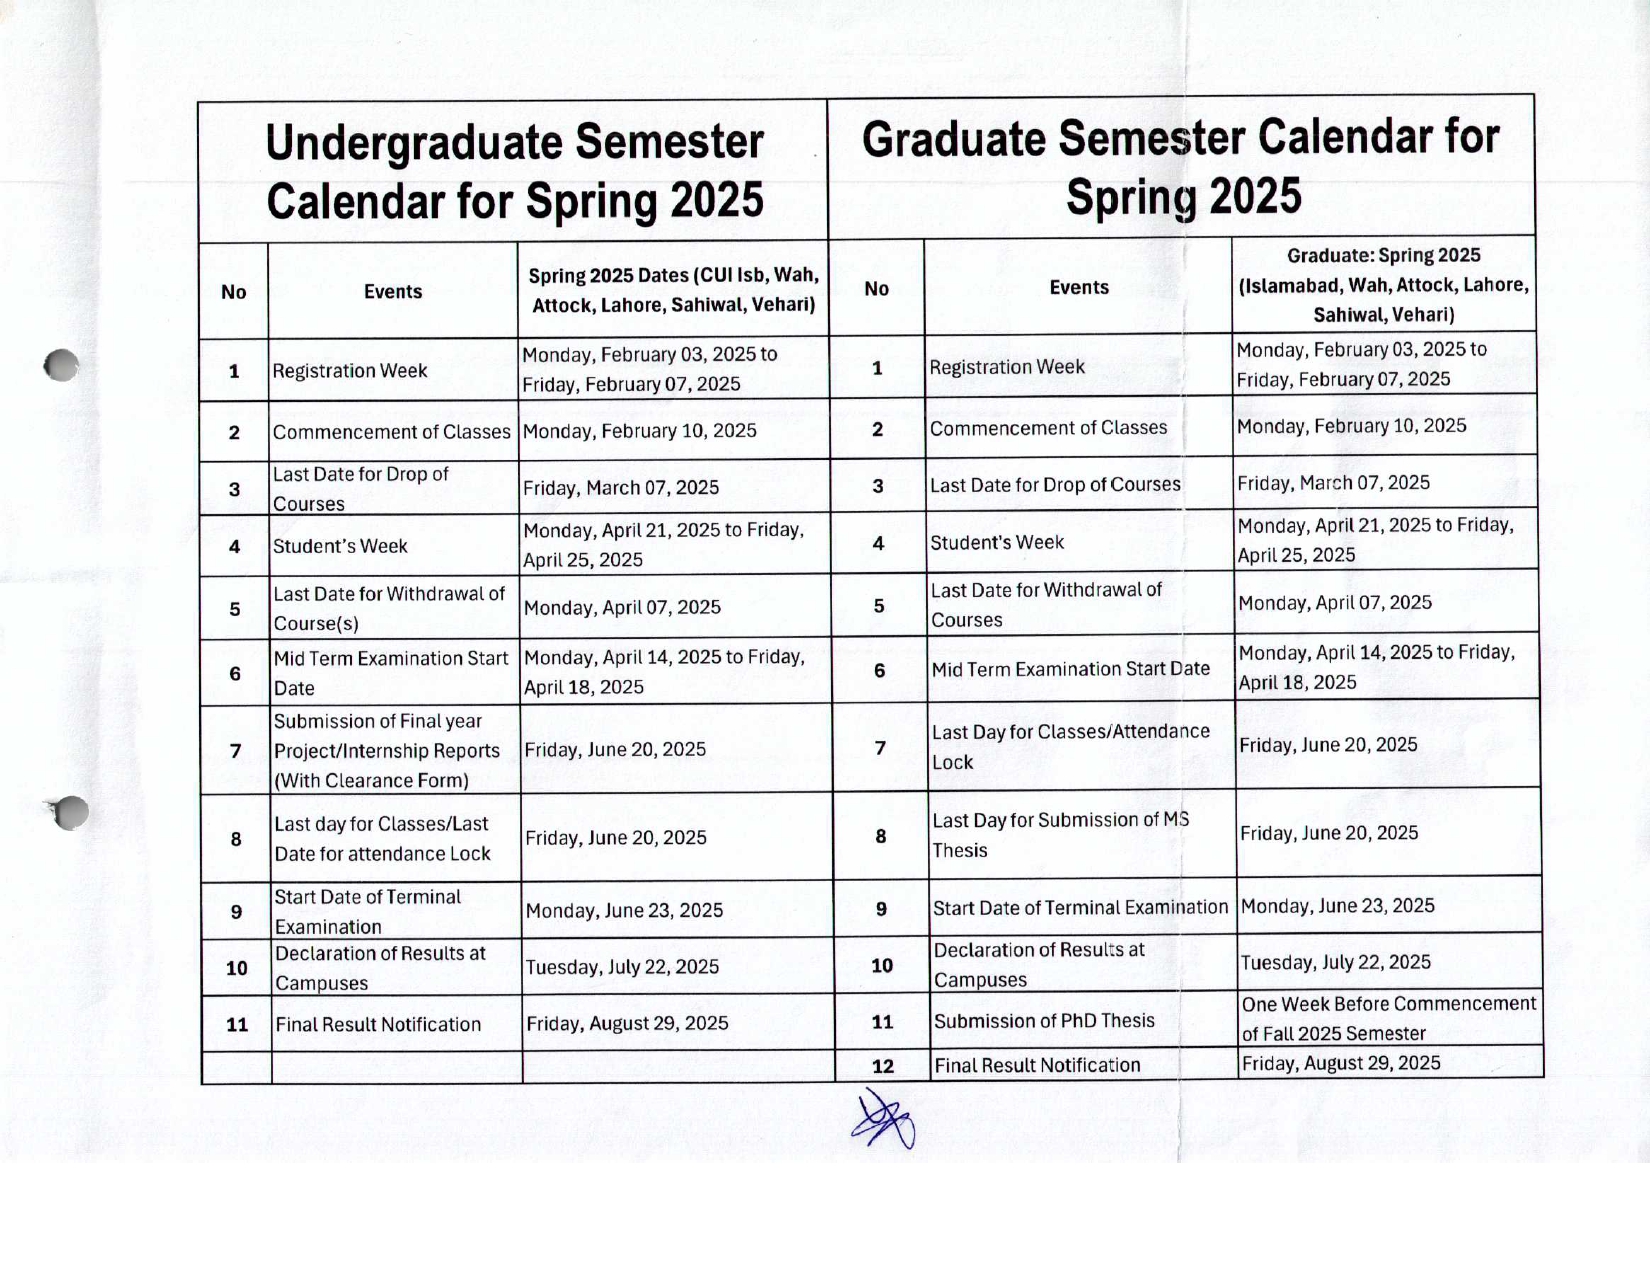 Undergraduate Semester
Calendar for Spring 2025
Graduate Semester Calendar for
Spring 2025
No
Events
Spring 2025 Dates (CUI Isb, Wah,
Attock, Lahore, Sahiwal, Vehari)
No
Events
Graduate: Spring 2025
(Islamabad, Wah, Attock, Lahore,
Sahiwal, Vehari)
1
Registration Week
Monday, February 03, 2025 to
Friday, February 07, 2025
1
Registration Week
Monday, February 03, 2025 to
Friday, February 07, 2025
2
Commencement of Classes
Monday, February 10, 2025
2
Commencement of Classes
Monday, February 10, 2025
3
Last Date for Drop of
Courses
Friday, March 07, 2025
3
Last Date for Drop of Courses
Friday, March 07, 2025
4
Student's Week
Monday, April 21, 2025 to Friday,
April 25, 2025
4
Student's Week
Monday, April 21, 2025 to Friday,
April 25, 2025
5
Last Date for Withdrawal of
Course(s)
Monday, April 07, 2025
5
Last Date for Withdrawal of
Courses
Monday, April 07, 2025
6
Mid Term Examination Start
Date
Monday, April 14, 2025 to Friday,
April 18, 2025
6
Mid Term Examination Start Date
Monday, April 14, 2025 to Friday,
April 18, 2025
7
Submission of Final year
Project/Internship Reports
(With Clearance Form)
Friday, June 20, 2025
7
Last Day for Classes/Attendance
Lock
Friday, June 20, 2025
8
Last day for Classes/Last
Date for attendance Lock
Friday, June 20, 2025
8
Last Day for Submission of MS
Thesis
Friday, June 20, 2025
9
Start Date of Terminal
Examination
Monday, June 23, 2025
9
Start Date of Terminal Examination
Monday, June 23, 2025
10
Declaration of Results at
Campuses
Tuesday, July 22, 2025
10
Declaration of Results at
Campuses
Tuesday, July 22, 2025
11
Final Result Notification
Friday, August 29, 2025
11
Submission of PhD Thesis
One Week Before Commencement
of Fall 2025 Semester
12
Final Result Notification
Friday, August 29, 2025